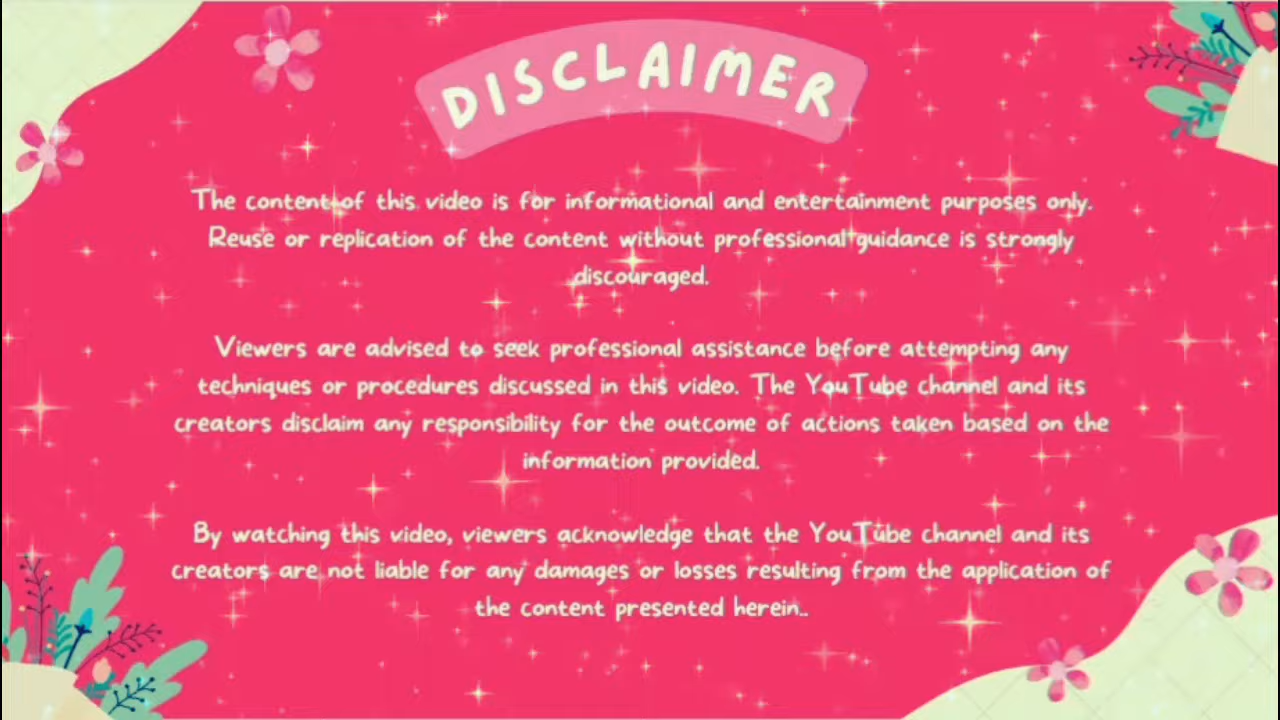 DISCLAIMER
The content of this video is for informational and entertainment purposes only.
Reuse or replication of the content without professional guidance is strongly
discouraged.
Viewers are advised to seek professional assistance before attempting any
techniques or procedures discussed in this video. The YouTube channel and its
creators disclaim any responsibility for the outcome of actions taken based on the
information provided.
By watching this video, viewers acknowledge that the YouTube channel and its
creators are not liable for any damages or losses resulting from the application of
the content presented herein..